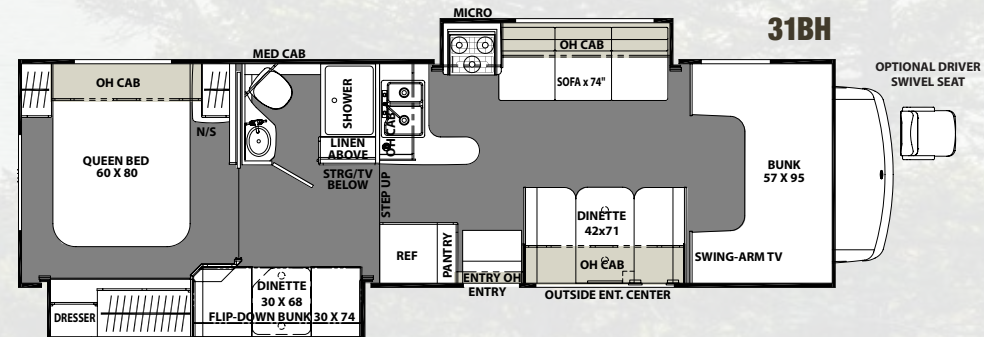 MICRO
31BH
OH CAB
SOFA x 74"
OPTIONAL DRIVER
SWIVEL SEAT
MED CAB
OH CAB
N/S
QUEEN BED
60 X 80
SHOWER
OH CAB
LINEN
ABOVE
STRG/TV
BELOW
STEP UP
BUNK
57 X 95
DINETTE
42x71
OH CAB
SWING-ARM TV
REF
PANTRY
ENTRY OH
ENTRY
OUTSIDE ENT. CENTER
DRESSER
DINETTE
30 X 68
FLIP-DOWN BUNK 30 X 74